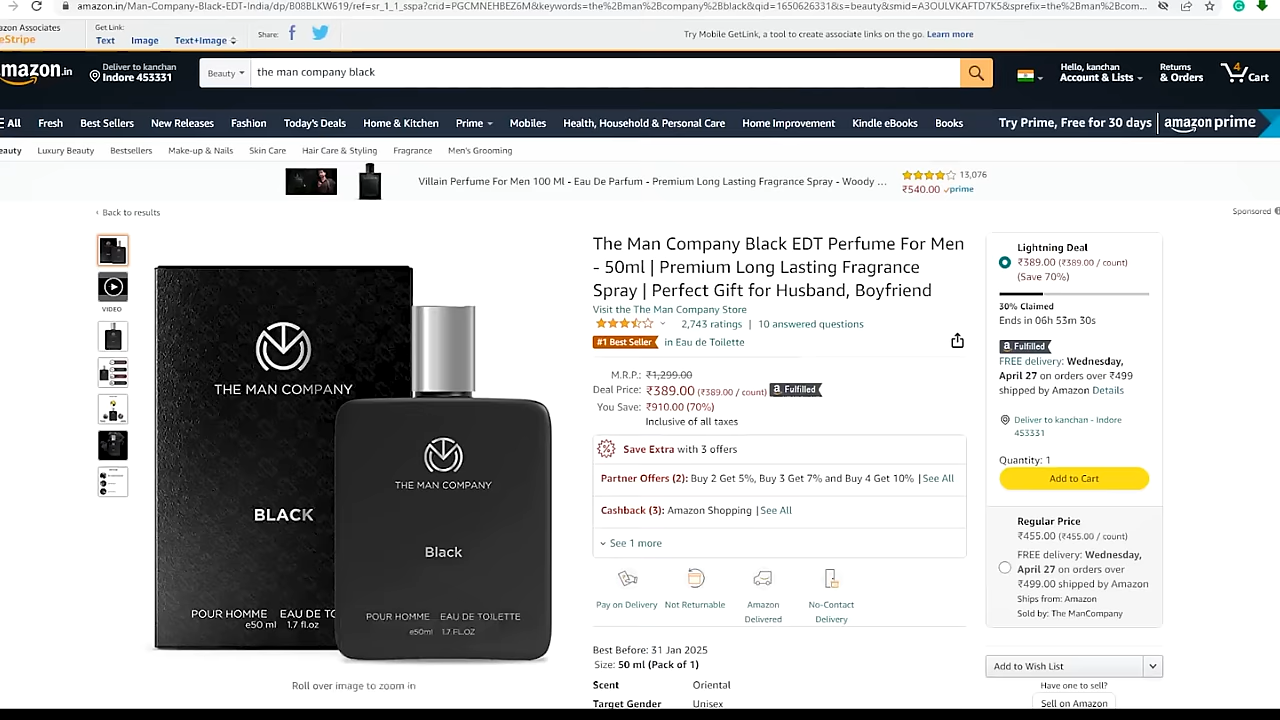 amazon.in/Man-Company-Black-EDT-India/dp/B08BLKW619/ref=sr_1_1_sspa?crid=PGCMNEHBEZ6M&keywords=the%2Bman%2Bcompany%2Bblack&qid=1650626331&s=beauty&smid=A3OULVKAFTD7K5&sprefix=the%2Bman%2Bcom...
azon Associates
eStripe
Get Link:
Text Image Text+Image
Share:
Try Mobile GetLink, a tool to create associate links on the go. Learn more
amazon.in
Deliver to kanchan
Indore 453331
Beauty
the man company black
Hello, kanchan
Account & Lists
Returns
& Orders
4
Cart
All Fresh Best Sellers New Releases Fashion Today's Deals Home & Kitchen Prime Mobiles Health, Household & Personal Care Home Improvement Kindle eBooks Books
Try Prime, Free for 30 days | amazon prime
eauty Luxury Beauty Bestsellers Make-up & Nails Skin Care Hair Care & Styling Fragrance Men's Grooming
Villain Perfume For Men 100 Ml - Eau De Parfum - Premium Long Lasting Fragrance Spray - Woody ...
13,076
₹540.00 prime
‹ Back to results
Sponsored
VIDEO
THE MAN COMPANY
BLACK
POUR HOMME EAU DE TO
e50 ml 1.7 fl.oz
THE MAN COMPANY
Black
POUR HOMME EAU DE TOILETTE
e50ml 1.7 FL.OZ
Roll over image to zoom in
The Man Company Black EDT Perfume For Men
- 50ml | Premium Long Lasting Fragrance
Spray | Perfect Gift for Husband, Boyfriend
Visit the The Man Company Store
2,743 ratings | 10 answered questions
#1 Best Seller in Eau de Toilette
M.R.P.: ₹1,299.00
Deal Price: ₹389.00 (₹389.00 / count) a Fulfilled
You Save: ₹910.00 (70%)
Inclusive of all taxes
Save Extra with 3 offers
Partner Offers (2): Buy 2 Get 5%, Buy 3 Get 7% and Buy 4 Get 10% | See All
Cashback (3): Amazon Shopping | See All
See 1 more
Pay on Delivery
Not Returnable
Amazon
Delivered
No-Contact
Delivery
Best Before: 31 Jan 2025
Size: 50 ml (Pack of 1)
Scent Oriental
Target Gender Unisex
Lightning Deal
₹389.00 (₹389.00 / count)
(Save 70%)
30% Claimed
Ends in 06h 53m 30s
a Fulfilled
FREE delivery: Wednesday,
April 27 on orders over ₹499
shipped by Amazon Details
Deliver to kanchan - Indore
453331
Quantity: 1
Add to Cart
Regular Price
₹455.00 (₹455.00 / count)
FREE delivery: Wednesday,
April 27 on orders over
₹499.00 shipped by Amazon
Ships from: Amazon
Sold by: The ManCompany
Add to Wish List
Have one to sell?
Sell on Amazon